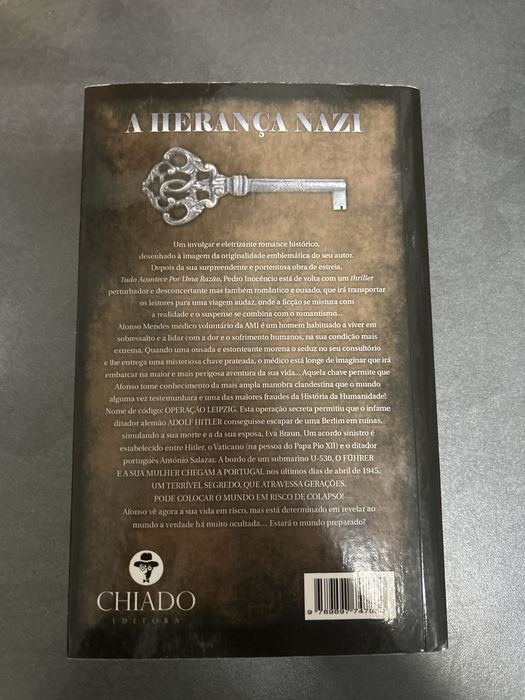 A HERANÇA NAZI
Um invulgar e eletrizante romance histórico,
desenhado à imagem da originalidade emblemática do seu autor.
Depois da sua surpreendente e portentosa obra de estreia,
Tudo Acontece Por Uma Razão, Pedro Inocêncio está de volta com um thriller
perturbador e desconcertante mas também romântico e ousado, que irá transportar
os leitores para uma viagem audaz, onde a ficção se mistura com
a realidade e o suspense se combina com o romantismo...
Afonso Mendes médico voluntário da AMI é um homem habituado a viver em
sobressalto e a lidar com a dor e o sofrimento humanos, na sua condição mais
extrema. Quando uma ousada e estonteante morena o seduz no seu consultório
e lhe entrega uma misteriosa chave prateada, o médico está longe de imaginar que irá
embarcar na maior e mais perigosa aventura da sua vida... Aquela chave permite que
Afonso tome conhecimento da mais ampla manobra clandestina que o mundo
alguma vez testemunhara e uma das maiores fraudes da História da Humanidade!
Nome de código: OPERAÇÃO LEIPZIG. Esta operação secreta permitiu que o infame
ditador alemão ADOLF HITLER conseguisse escapar de uma Berlim em ruínas,
simulando a sua morte e a da sua esposa, Eva Braun. Um acordo sinistro é
estabelecido entre Hitler, o Vaticano (na pessoa do Papa Pio XII) e o ditador
português António Salazar. A bordo de um submarino U-530, O FÜHRER
E A SUA MULHER CHEGAM A PORTUGAL nos últimos dias de abril de 1945.
UM TERRÍVEL SEGREDO, QUE ATRAVESSA GERAÇÕES,
PODE COLOCAR O MUNDO EM RISCO DE COLAPSO!
Afonso vê agora a sua vida em risco, mas está determinado em revelar ao
mundo a verdade há muito ocultada... Estará o mundo preparado?
CHIADO
EDITORA